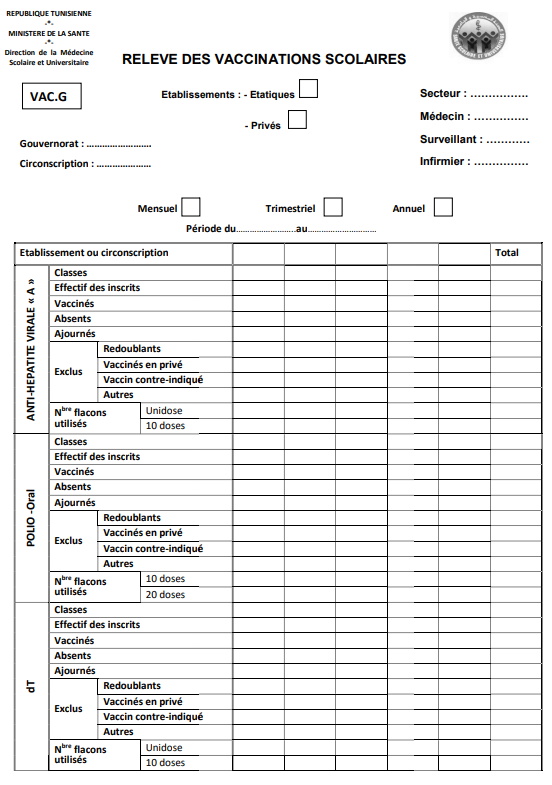 REPUBLIQUE TUNISIENNE
-*-
MINISTERE DE LA SANTE
-*-
Direction de la Médecine
Scolaire et Universitaire
RELEVE DES VACCINATIONS SCOLAIRES
VAC.G
Etablissements : - Etatiques
- Privés
Secteur : ................
Médecin : ...............
Surveillant : ............
Infirmier : ...............
Gouvernorat : ........................
Circonscription : ....................
Mensuel
Trimestriel
Annuel
Période du........................au...........................
Etablissement ou circonscription
Total
ANTI-HEPATITE VIRALE « A »
Classes
Effectif des inscrits
Vaccinés
Absents
Ajournés
Exclus
Redoublants
Vaccinés en privé
Vaccin contre-indiqué
Autres
Nbre flacons utilisés
Unidose
10 doses
POLIO -Oral
Classes
Effectif des inscrits
Vaccinés
Absents
Ajournés
Exclus
Redoublants
Vaccinés en privé
Vaccin contre-indiqué
Autres
Nbre flacons utilisés
10 doses
20 doses
dT
Classes
Effectif des inscrits
Vaccinés
Absents
Ajournés
Exclus
Redoublants
Vaccinés en privé
Vaccin contre-indiqué
Autres
Nbre flacons utilisés
Unidose
10 doses